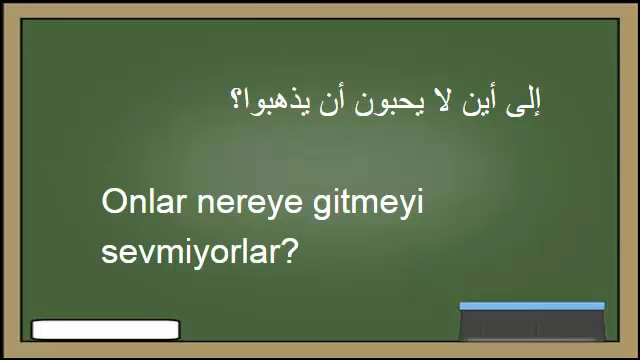 إلى أين لا يحبون أن يذهبوا؟
Onlar nereye gitmeyi
sevmiyorlar?